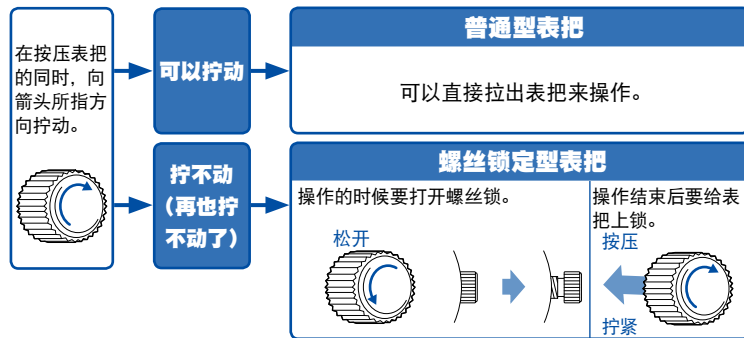 在按压表把
的同时，向
箭头所指方
向拧动。
可以拧动
普通型表把
可以直接拉出表把来操作。
拧不动
（再也拧
不动了）
螺丝锁定型表把
操作的时候要打开螺丝锁。
松开
操作结束后要给表
把上锁。
按压
拧紧